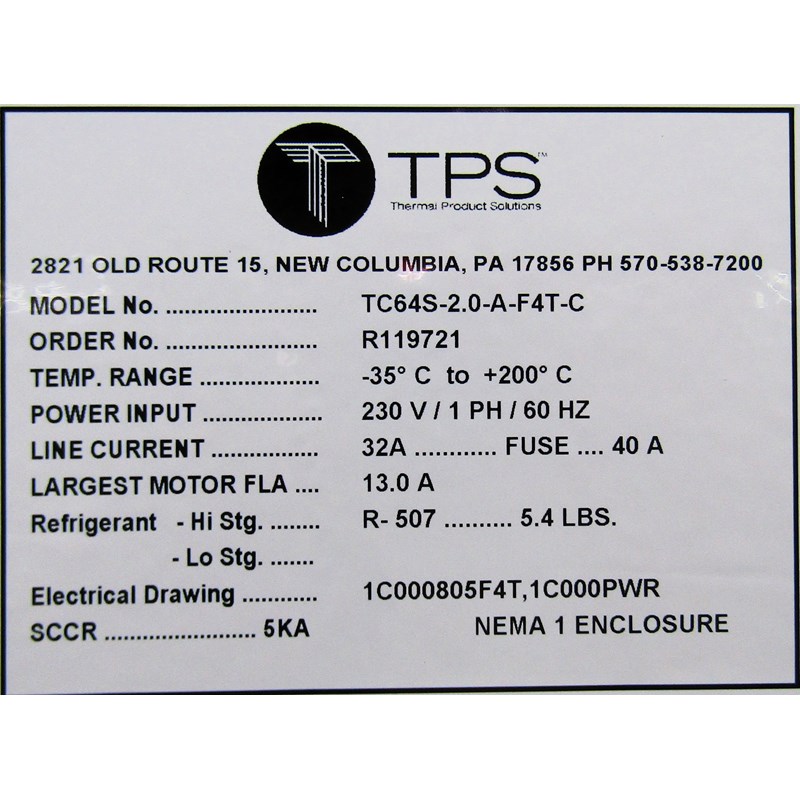 TPS™
Thermal Product Solutions
2821 OLD ROUTE 15, NEW COLUMBIA, PA 17856 PH 570-538-7200
MODEL No. ........................ TC64S-2.0-A-F4T-C
ORDER No. ........................ R119721
TEMP. RANGE ................... -35° C to +200° C
POWER INPUT ................... 230 V / 1 PH / 60 HZ
LINE CURRENT ................. 32A ............ FUSE .... 40 A
LARGEST MOTOR FLA .... 13.0 A
Refrigerant - Hi Stg. ........ R- 507 .......... 5.4 LBS.
- Lo Stg. .......
Electrical Drawing ............ 1C000805F4T,1C000PWR
SCCR ........................ 5KA NEMA 1 ENCLOSURE